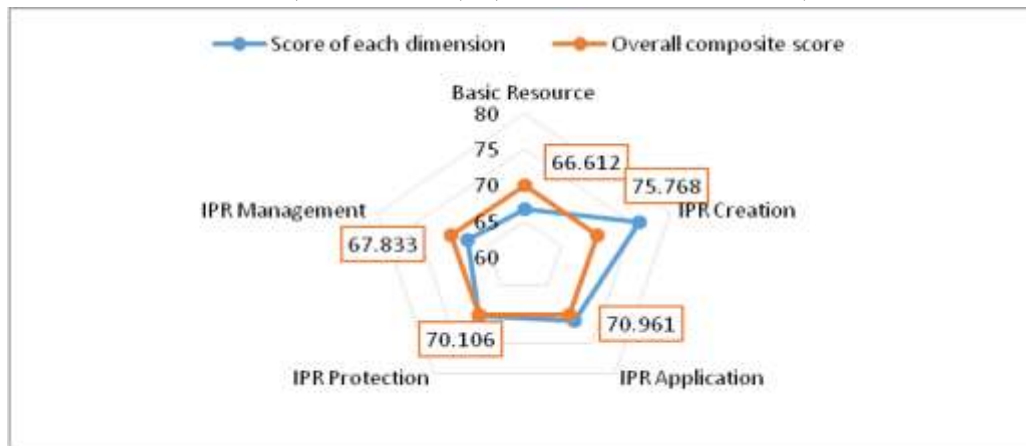 Score of each dimension
Overall composite score
Basic Resource
80
75
66.612
75.768
70
IPR Management
IPR Creation
65
67.833
60
70.961
70.106
IPR Protection
IPR Application